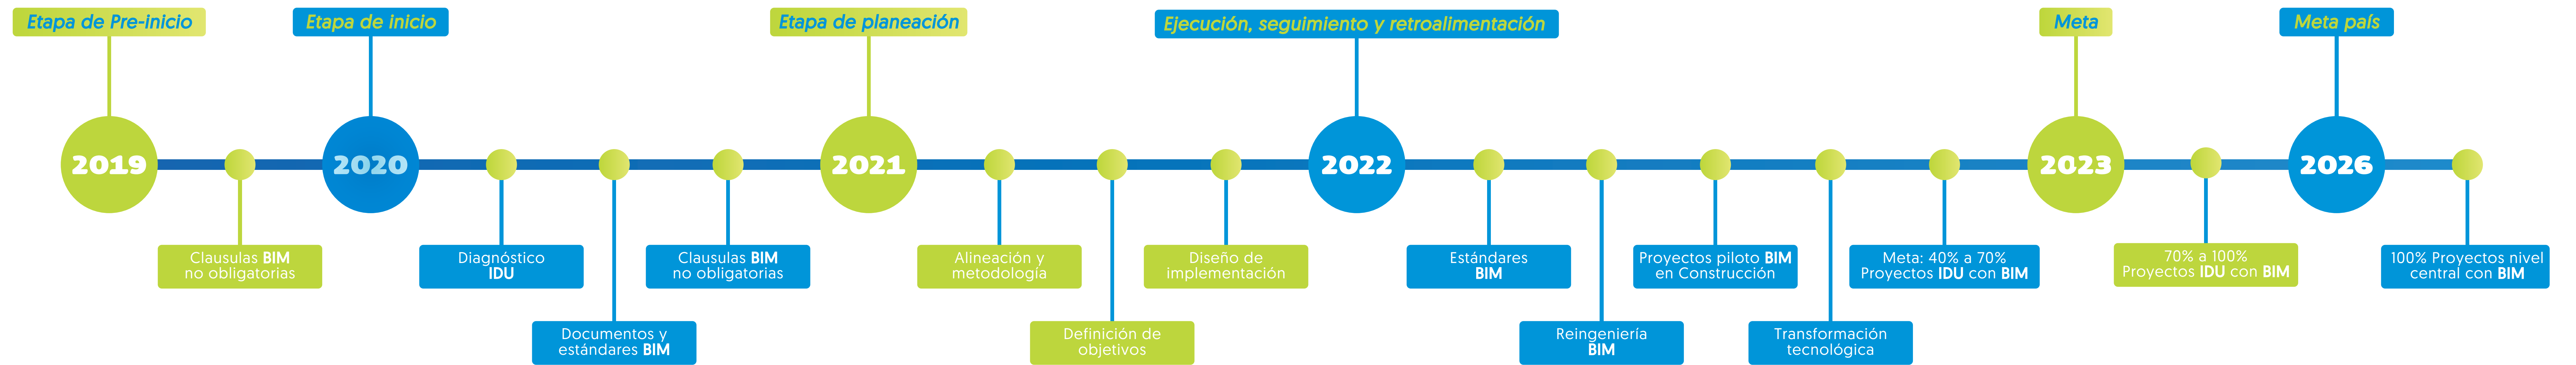 Etapa de Pre-inicio
Etapa de inicio
Etapa de planeación
Ejecución, seguimiento y retroalimentación
Meta
Meta país
2019
2020
2021
2022
2023
2026
Clausulas BIM
no obligatorias
Diagnóstico
IDU
Documentos y
estándares BIM
Clausulas BIM
no obligatorias
Alineación y
metodología
Definición de
objetivos
Diseño de
implementación
Estándares
BIM
Reingeniería
BIM
Proyectos piloto BIM
en Construcción
Transformación
tecnológica
Meta: 40% a 70%
Proyectos IDU con BIM
70% a 100%
Proyectos IDU con BIM
100% Proyectos nivel
central con BIM